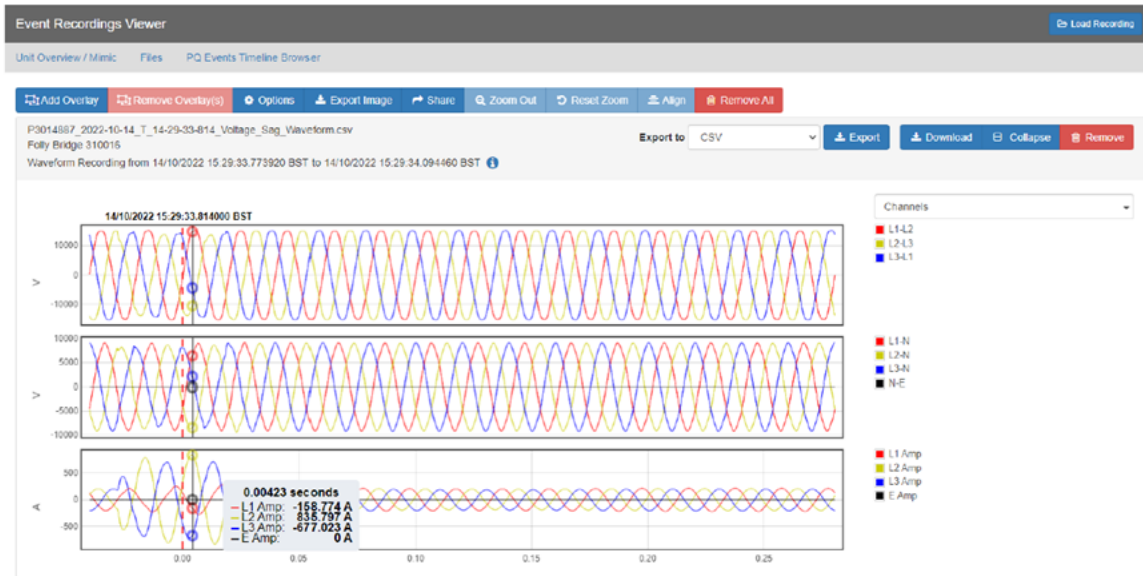 Event Recordings Viewer
Load Recording
Unit Overview / Mimic Files PQ Events Timeline Browser
Add Overlay Remove Overlay(s) Options Export Image Share Zoom Out Reset Zoom Align Remove All
P3014887_2022-10-14_T_14-29-33-814_Voltage_Sag_Waveform.csv
Folly Bridge 310016
Export to CSV Export Download Collapse Remove
Waveform Recording from 14/10/2022 15:29:33.773920 BST to 14/10/2022 15:29:34.094460 BST
Channels
14/10/2022 15:29:33.814000 BST
10000
0
-10000
V
L1-L2
L2-L3
L3-L1
10000
5000
0
-5000
-10000
V
L1-N
L2-N
L3-N
N-E
500
0
-500
A
0.00423 seconds
L1 Amp: -158.774 A
L2 Amp: 835.797 A
L3 Amp: -677.023 A
E Amp: 0 A
L1 Amp
L2 Amp
L3 Amp
E Amp
0.00 0.05 0.10 0.15 0.20 0.25